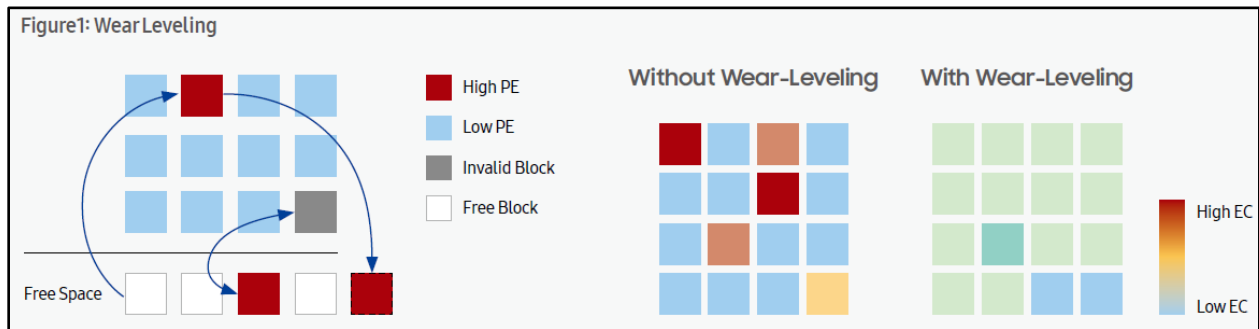 Figure1: Wear Leveling
High PE
Low PE
Invalid Block
Free Block
Free Space
Without Wear-Leveling
With Wear-Leveling
High EC
Low EC